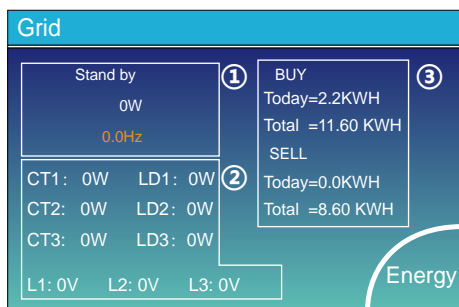 Grid
Stand by
0W
0.0Hz
①
CT1: 0W LD1: 0W
CT2: 0W LD2: 0W
CT3: 0W LD3: 0W
L1: 0V L2: 0V L3: 0V
②
BUY
Today=2.2KWH
Total =11.60 KWH
SELL
Today=0.0KWH
Total =8.60 KWH
③
Energy